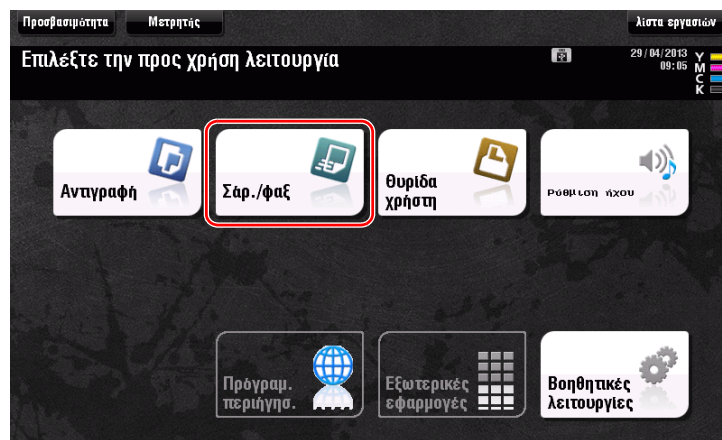 Προσβασιμότητα Μετρητής λίστα εργασιών
Επιλέξτε την προς χρήση λειτουργία
29/04/2013
09:05
Y
M
C
K
Αντιγραφή
Σάρ./φαξ
Θυρίδα
χρήστη
Ρύθμιση ήχου
Πρόγραμ.
περιήγησ.
Εξωτερικές
εφαρμογές
Βοηθητικές
λειτουργίες